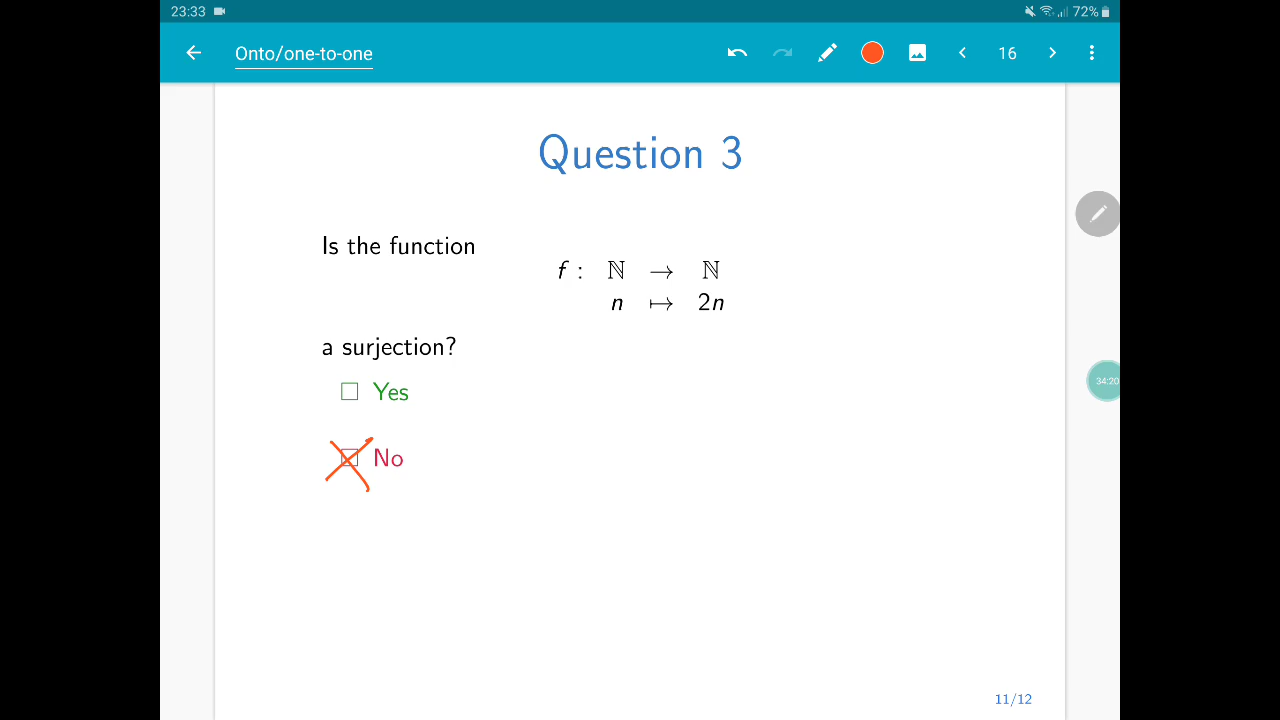 23:33 72%
Onto/one-to-one 16
Question 3
Is the function
f : ℕ → ℕ
n ↦ 2n
a surjection?
Yes
No
34:20
11/12